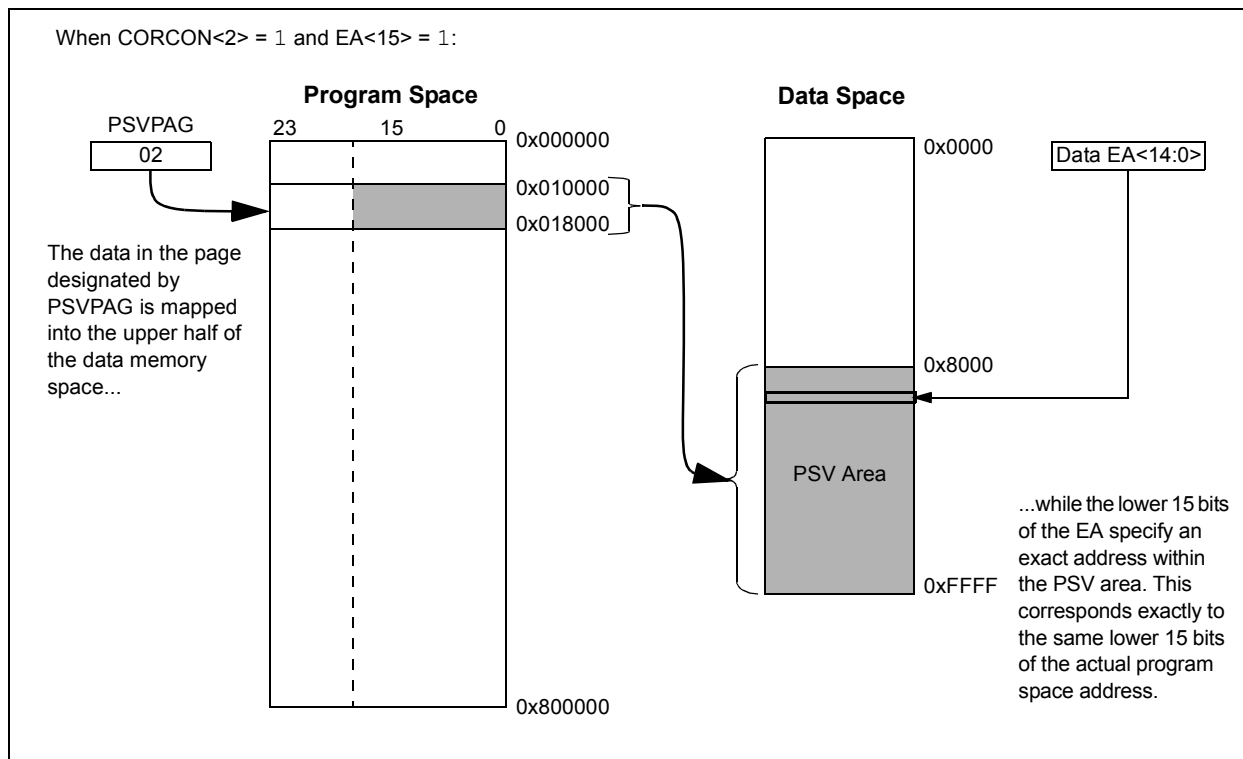 When CORCON<2> = 1 and EA<15> = 1:
Program Space
Data Space
PSVPAG
02
23 15 0
0x000000
0x010000
0x018000
0x800000
The data in the page
designated by
PSVPAG is mapped
into the upper half of
the data memory
space...
0x0000
0x8000
0xFFFF
PSV Area
Data EA<14:0>
...while the lower 15 bits
of the EA specify an
exact address within
the PSV area. This
corresponds exactly to
the same lower 15 bits
of the actual program
space address.